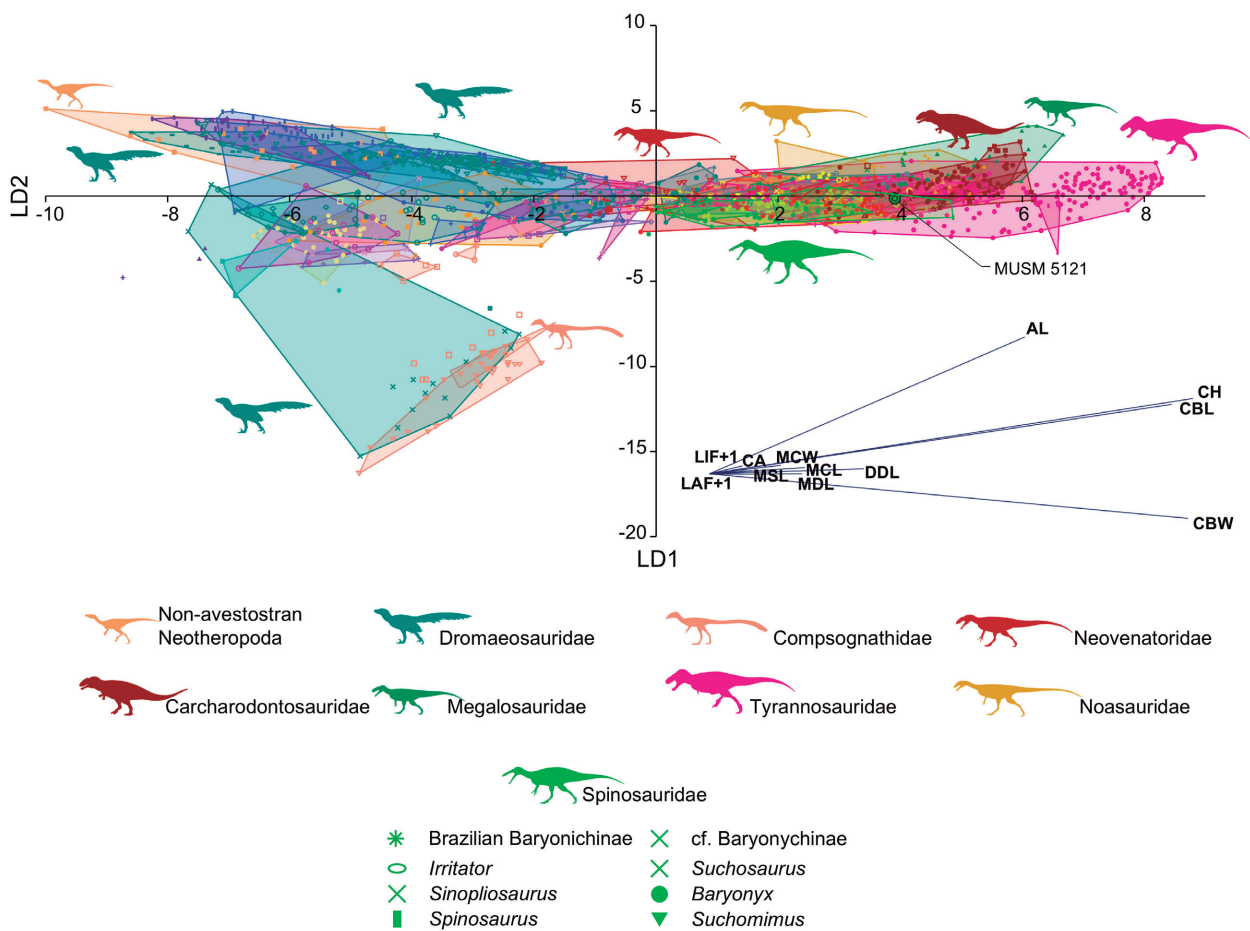 10
5
LD2
-10
-8
-6
-4
-2
0
2
4
6
8
-5
MUSM 5121
-10
AL
CH
CBL
-15
LIF+1
CA
MCW
MCL
DDL
MSL
LAF+1
MDL
CBW
-20
LD1
Non-avestostran
Neotheropoda
Dromaeosauridae
Compsognathidae
Neovenatoridae
Carcharodontosauridae
Megalosauridae
Tyrannosauridae
Noasauridae
Spinosauridae
Brazilian Baryonichinae
cf. Baryonychinae
Irritator
Suchosaurus
Sinopliosaurus
Baryonyx
Spinosaurus
Suchomimus